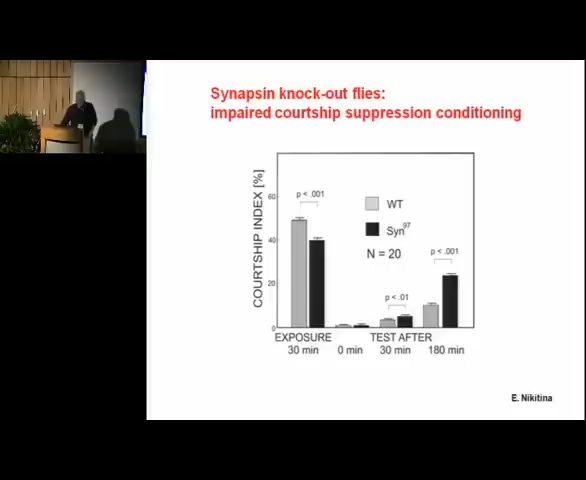 Synapsin knock-out flies:
impaired courtship suppression conditioning
COURTSHIP INDEX [%]
60
40
20
0
p < .001
WT
Syn97
N = 20
p < .01
p < .001
EXPOSURE
30 min
TEST AFTER
0 min
30 min
180 min
E. Nikitina